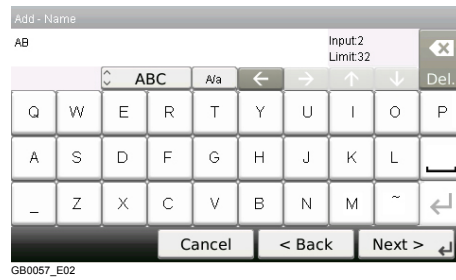 Add - Name
AB
Input:2
Limit:32
ABC A/a ← → ↑ ↓ Del.
Q W E R T Y U I O P
A S D F G H J K L
_ Z X C V B N M ~
Cancel < Back Next >
GB0057_E02